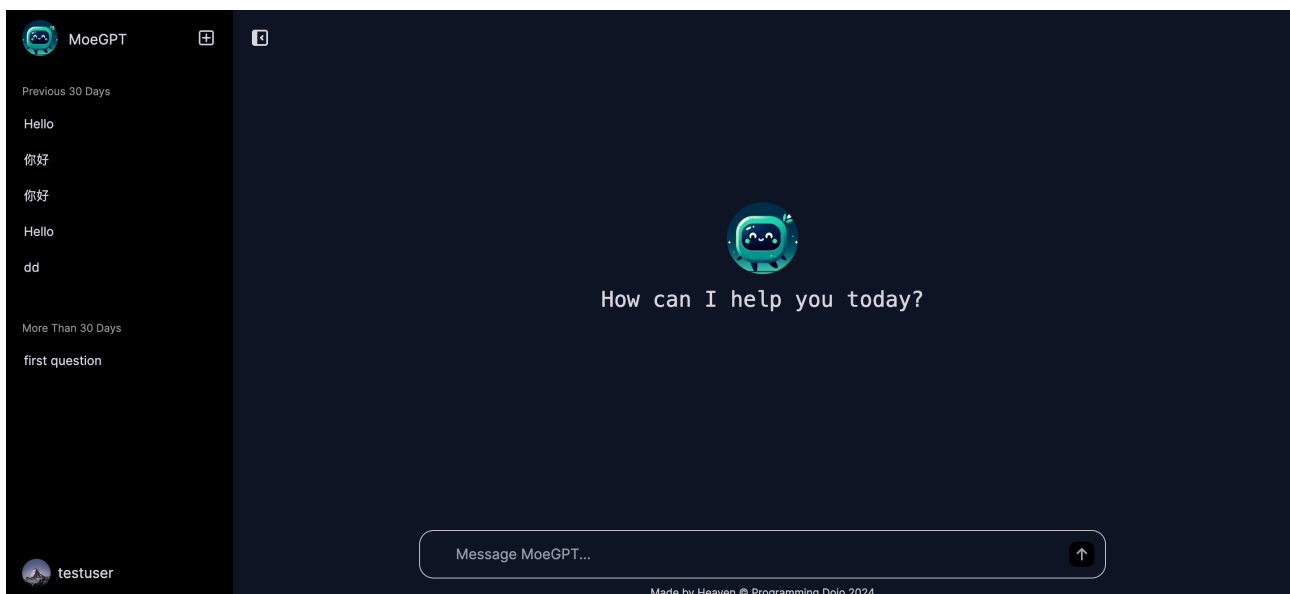 MoeGPT
Previous 30 Days
Hello
你好
你好
Hello
dd
More Than 30 Days
first question
testuser
How can I help you today?
Message MoeGPT...
Made by Heaven © Programming Dojo 2024